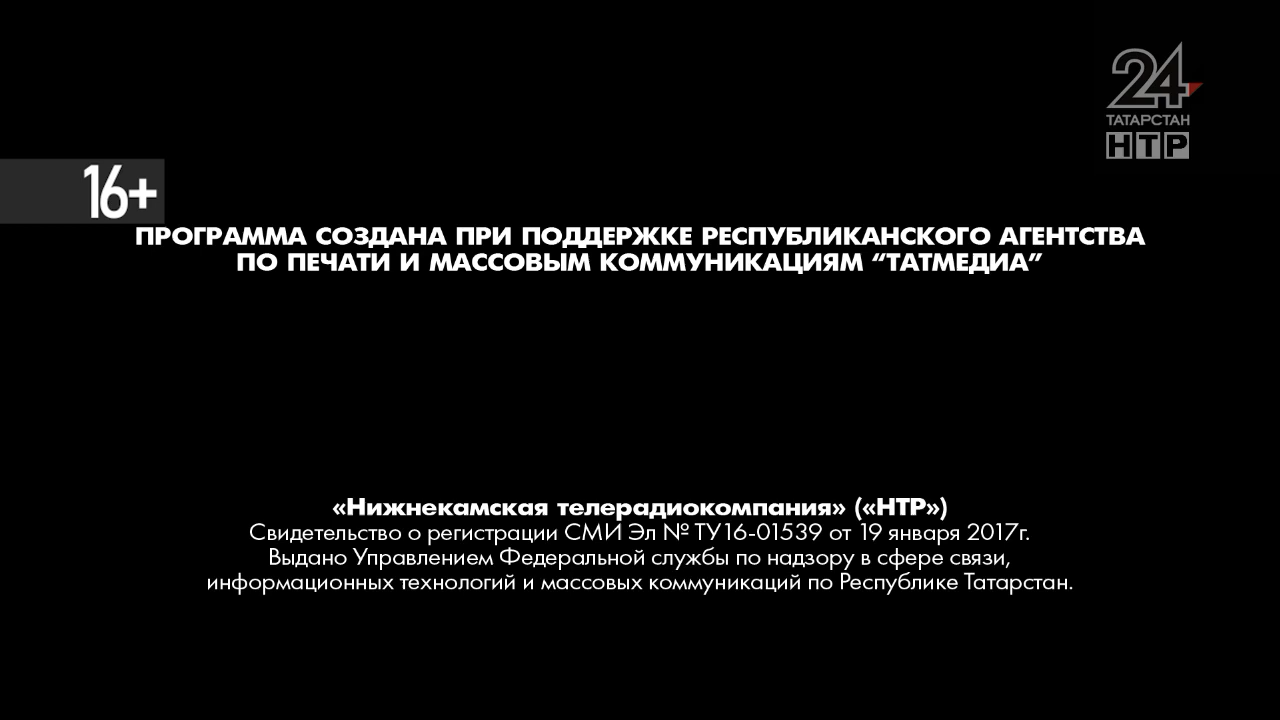 24
ТАТАРСТАН
НТР
16+
ПРОГРАММА СОЗДАНА ПРИ ПОДДЕРЖКЕ РЕСПУБЛИКАНСКОГО АГЕНТСТВА
ПО ПЕЧАТИ И МАССОВЫМ КОММУНИКАЦИЯМ “ТАТМЕДИА”
«Нижнекамская телерадиокомпания» («НТР»)
Свидетельство о регистрации СМИ Эл № ТУ16-01539 от 19 января 2017г.
Выдано Управлением Федеральной службы по надзору в сфере связи,
информационных технологий и массовых коммуникаций по Республике Татарстан.